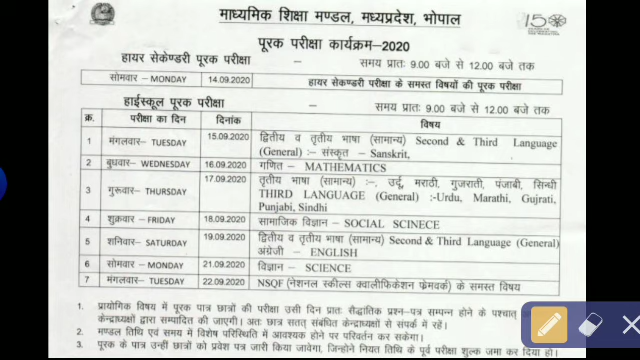 माध्यमिक शिक्षा मण्डल, मध्यप्रदेश, भोपाल
150
पूरक परीक्षा कार्यक्रम–2020
हायर सेकेण्डरी पूरक परीक्षा – समय प्रातः 9.00 बजे से 12.00 बजे तक
सोमवार – MONDAY 14.09.2020 हायर सेकण्डरी परीक्षा के समस्त विषयों की पूरक परीक्षा
हाईस्कूल पूरक परीक्षा – समय प्रातः 9.00 बजे से 12.00 बजे तक
क्र. परीक्षा का दिन दिनांक विषय
1 मंगलवार– TUESDAY 15.09.2020 द्वितीय व तृतीय भाषा (सामान्य) Second & Third Language
(General) :- संस्कृत – Sanskrit,
2 बुधवार– WEDNESDAY 16.09.2020 गणित – MATHEMATICS
3 गुरूवार– THURSDAY 17.09.2020 तृतीय भाषा (सामान्य) :–, उर्दू, मराठी, गुजराती, पंजाबी, सिन्धी
THIRD LANGUAGE (General) :-Urdu, Marathi, Gujrati,
Punjabi, Sindhi
4 शुक्रवार– FRIDAY 18.09.2020 सामाजिक विज्ञान – SOCIAL SCINECE
5 शनिवार– SATURDAY 19.09.2020 द्वितीय व तृतीय भाषा (सामान्य) Second & Third Language (General)
अंग्रेजी – ENGLISH
6 सोमवार– MONDAY 21.09.2020 विज्ञान – SCIENCE
7 मंगलवार– TUESDAY 22.09.2020 NSQF (नेशनल स्कील्स क्वालीफिकेशन फ्रेमवर्क) के समस्त विषय
1. प्रायोगिक विषय में पूरक पात्र छात्रों की परीक्षा उसी दिन प्रातः सैद्धांतिक प्रश्न–पत्र सम्पन्न होने के पश्चात्
केन्द्राध्यक्षों द्वारा सम्पादित की जाएगी। अतः छात्र सतत् संबंधित केन्द्राध्यक्षों से संपर्क में रहें।
2. मण्डल तिथि एवं समय में विशेष परिस्थिति में आवश्यक होने पर परिवर्तन कर सकेगा।
3. पूरक के पात्र उन्हीं छात्रों को प्रवेश पत्र जारी किया जावेगा, जिन्होने नियत तिथि के पूर्व परीक्षा शुल्क जमा कर दिया हो।